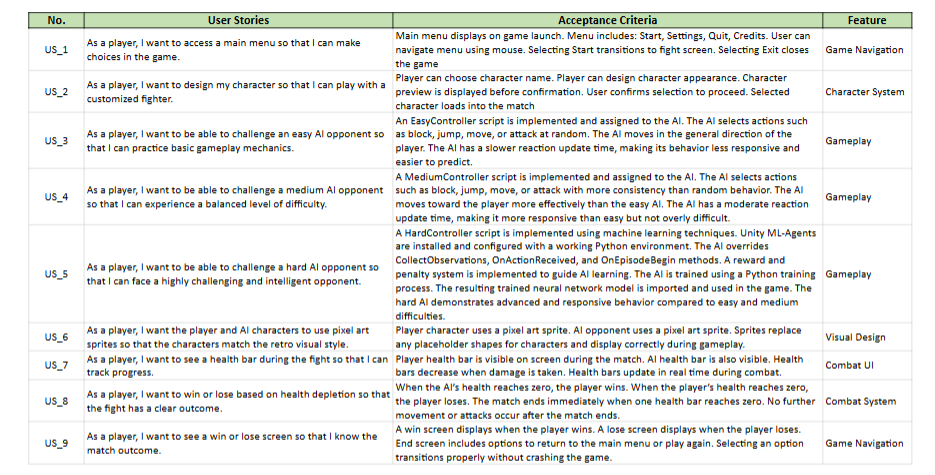 No. User Stories Acceptance Criteria Feature
US_1
As a player, I want to access a main menu so that I can make
choices in the game.
Main menu displays on game launch. Menu includes: Start, Settings, Quit, Credits. User can
navigate menu using mouse. Selecting Start transitions to fight screen. Selecting Exit closes
the game
Game Navigation
US_2
As a player, I want to design my character so that I can play with a
customized fighter.
Player can choose character name. Player can design character appearance. Character
preview is displayed before confirmation. User confirms selection to proceed. Selected
character loads into the match
Character System
US_3
As a player, I want to be able to challenge an easy AI opponent so
that I can practice basic gameplay mechanics.
An EasyController script is implemented and assigned to the AI. The AI selects actions such
as block, jump, move, or attack at random. The AI moves in the general direction of the
player. The AI has a slower reaction update time, making its behavior less responsive and
easier to predict.
Gameplay
US_4
As a player, I want to be able to challenge a medium AI opponent
so that I can experience a balanced level of difficulty.
A MediumController script is implemented and assigned to the AI. The AI selects actions
such as block, jump, move, or attack with more consistency than random behavior. The AI
moves toward the player more effectively than the easy AI. The AI has a moderate reaction
update time, making it more responsive than easy but not overly difficult.
Gameplay
US_5
As a player, I want to be able to challenge a hard AI opponent so
that I can face a highly challenging and intelligent opponent.
A HardController script is implemented using machine learning techniques. Unity ML-Agents
are installed and configured with a working Python environment. The AI overrides
CollectObservations, OnActionReceived, and OnEpisodeBegin methods. A reward and
penalty system is implemented to guide AI learning. The AI is trained using a Python training
process. The resulting trained neural network model is imported and used in the game. The
hard AI demonstrates advanced and responsive behavior compared to easy and medium
difficulties.
Gameplay
US_6
As a player, I want the player and AI characters to use pixel art
sprites so that the characters match the retro visual style.
Player character uses a pixel art sprite. AI opponent uses a pixel art sprite. Sprites replace
any placeholder shapes for characters and display correctly during gameplay.
Visual Design
US_7
As a player, I want to see a health bar during the fight so that I can
track progress.
Player health bar is visible on screen during the match. AI health bar is also visible. Health
bars decrease when damage is taken. Health bars update in real time during combat.
Combat UI
US_8
As a player, I want to win or lose based on health depletion so that
the fight has a clear outcome.
When the AI's health reaches zero, the player wins. When the player's health reaches zero,
the player loses. The match ends immediately when one health bar reaches zero. No further
movement or attacks occur after the match ends.
Combat System
US_9
As a player, I want to see a win or lose screen so that I know the
match outcome.
A win screen displays when the player wins. A lose screen displays when the player loses.
End screen includes options to return to the main menu or play again. Selecting an option
transitions properly without crashing the game.
Game Navigation